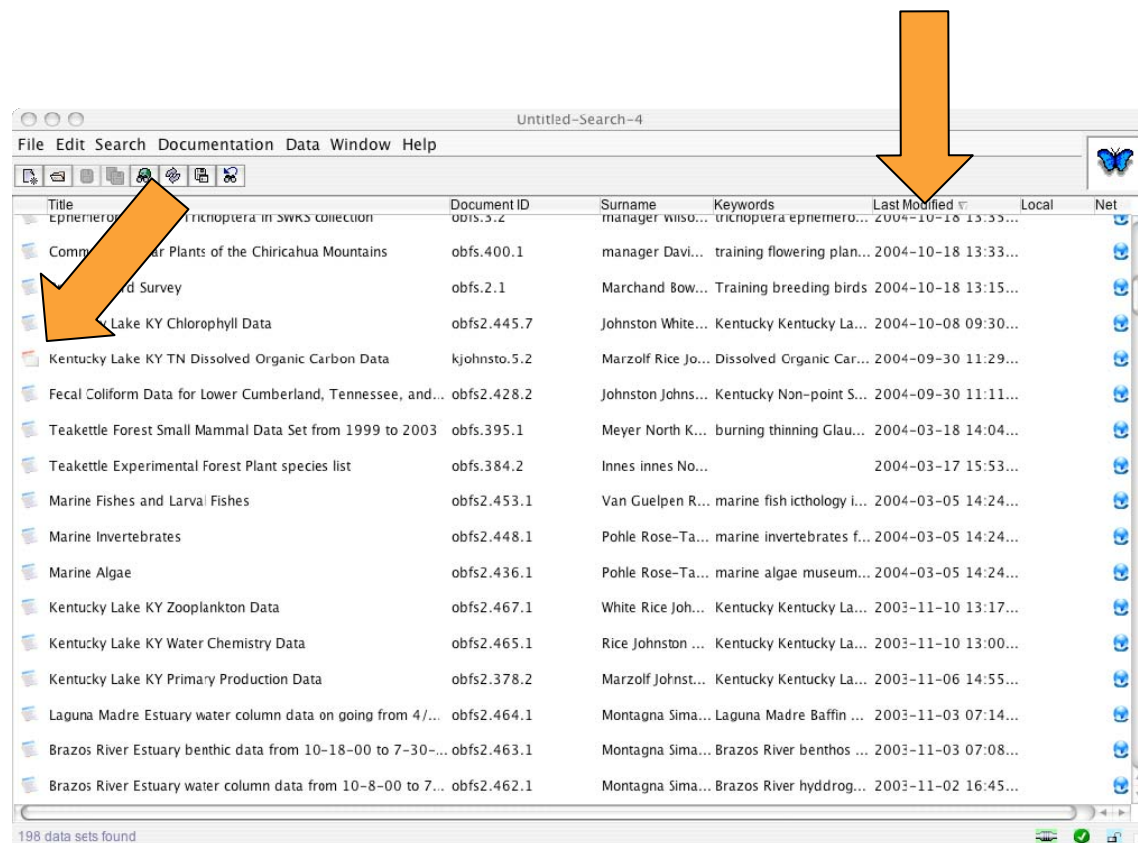 Untitled-Search-4
File Edit Search Documentation Data Window Help
Title Document ID Surname Keywords Last Modified Local Net
Trichoptera in SWKS collection obfs.3.2 manager Wilso... trichoptera ephemero... 2004-10-18 13:35...
Plants of the Chiricahua Mountains obfs.400.1 manager Davi... training flowering plan... 2004-10-18 13:33...
Survey obfs.2.1 Marchand Bow... Training breeding birds 2004-10-18 13:15...
Lake KY Chlorophyll Data obfs2.445.7 Johnston White... Kentucky Kentucky La... 2004-10-08 09:30...
Kentucky Lake KY TN Dissolved Organic Carbon Data kjohnsto.5.2 Marzolf Rice Jo... Dissolved Organic Car... 2004-09-30 11:29...
Fecal Coliform Data for Lower Cumberland, Tennessee, and... obfs2.428.2 Johnston Johns... Kentucky Non-point S... 2004-09-30 11:11...
Teakettle Forest Small Mammal Data Set from 1999 to 2003 obfs.395.1 Meyer North K... burning thinning Glau... 2004-03-18 14:04...
Teakettle Experimental Forest Plant species list obfs.384.2 Innes innes No... 2004-03-17 15:53...
Marine Fishes and Larval Fishes obfs2.453.1 Van Guelpen R... marine fish icthology i... 2004-03-05 14:24...
Marine Invertebrates obfs2.448.1 Pohle Rose-Ta... marine invertebrates f... 2004-03-05 14:24...
Marine Algae obfs2.436.1 Pohle Rose-Ta... marine algae museum... 2004-03-05 14:24...
Kentucky Lake KY Zooplankton Data obfs2.467.1 White Rice Joh... Kentucky Kentucky La... 2003-11-10 13:17...
Kentucky Lake KY Water Chemistry Data obfs2.465.1 Rice Johnston ... Kentucky Kentucky La... 2003-11-10 13:00...
Kentucky Lake KY Primary Production Data obfs2.378.2 Marzolf Johnst... Kentucky Kentucky La... 2003-11-06 14:55...
Laguna Madre Estuary water column data on going from 4/... obfs2.464.1 Montagna Sima... Laguna Madre Baffin ... 2003-11-03 07:14...
Brazos River Estuary benthic data from 10-18-00 to 7-30-... obfs2.463.1 Montagna Sima... Brazos River benthos ... 2003-11-03 07:08...
Brazos River Estuary water column data from 10-8-00 to 7... obfs2.462.1 Montagna Sima... Brazos River hyddrog... 2003-11-02 16:45...
198 data sets found